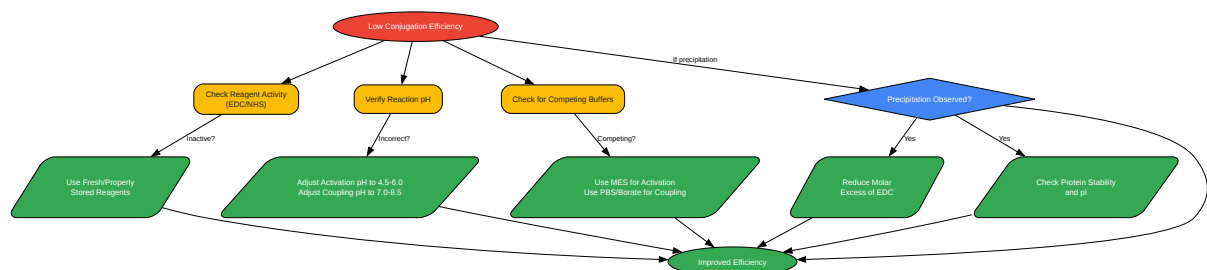 Low Conjugation Efficiency
If precipitation
Check Reagent Activity
(EDC/NHS)
Verify Reaction pH
Check for Competing Buffers
Precipitation Observed?
Inactive?
Incorrect?
Competing?
Yes
Yes
Use Fresh/Properly
Stored Reagents
Adjust Activation pH to 4.5-6.0
Adjust Coupling pH to 7.0-8.5
Use MES for Activation
Use PBS/Borate for Coupling
Reduce Molar
Excess of EDC
Check Protein Stability
and pI
Improved Efficiency